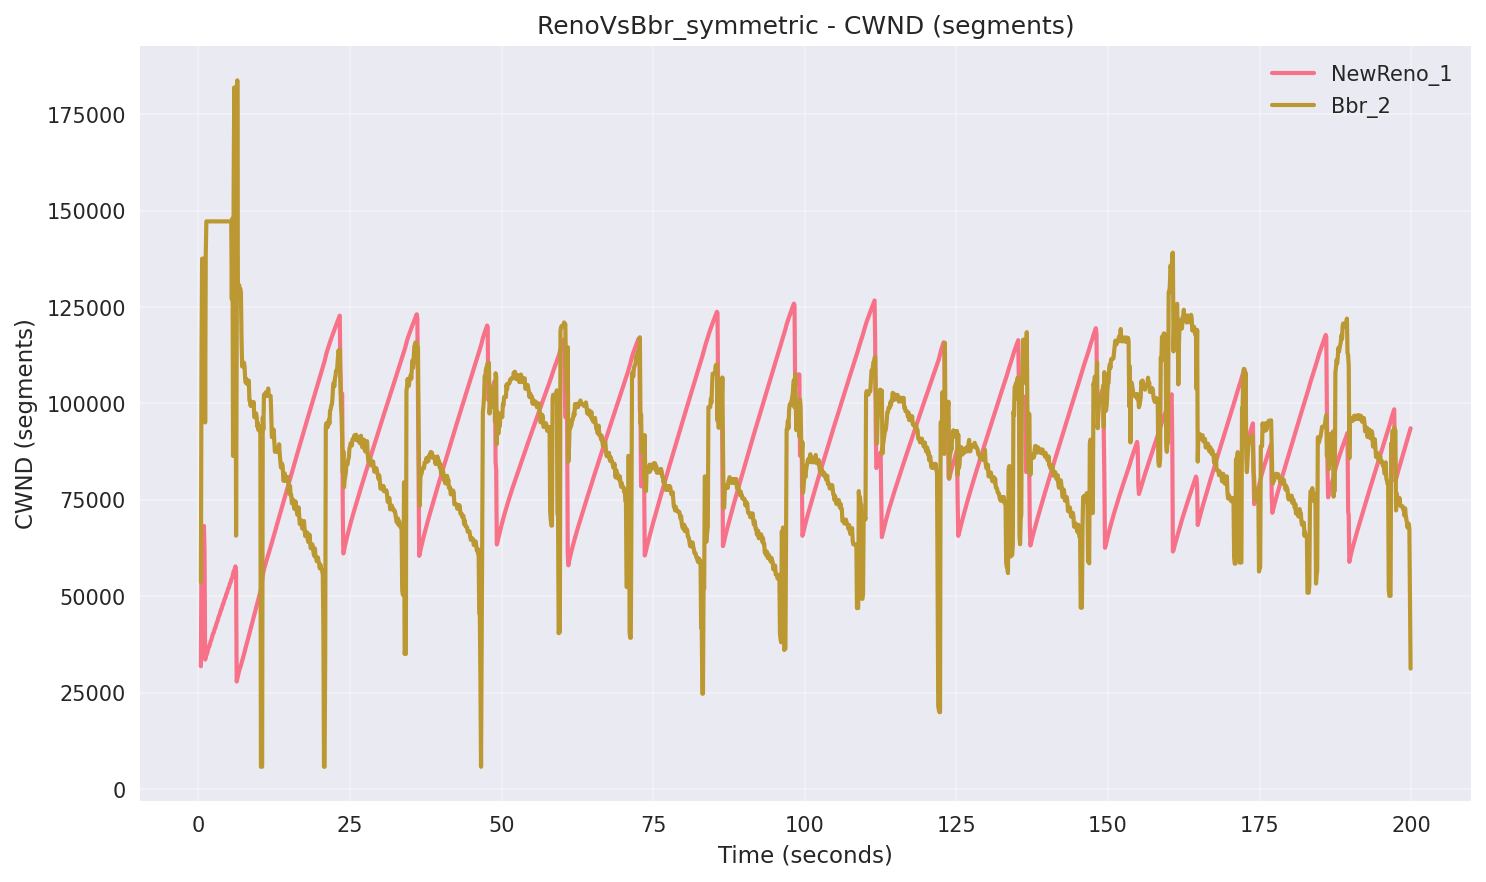 RenoVsBbr_symmetric - CWND (segments)
NewReno_1
Bbr_2
CWND (segments)
175000
150000
125000
100000
75000
50000
25000
0
0 25 50 75 100 125 150 175 200
Time (seconds)